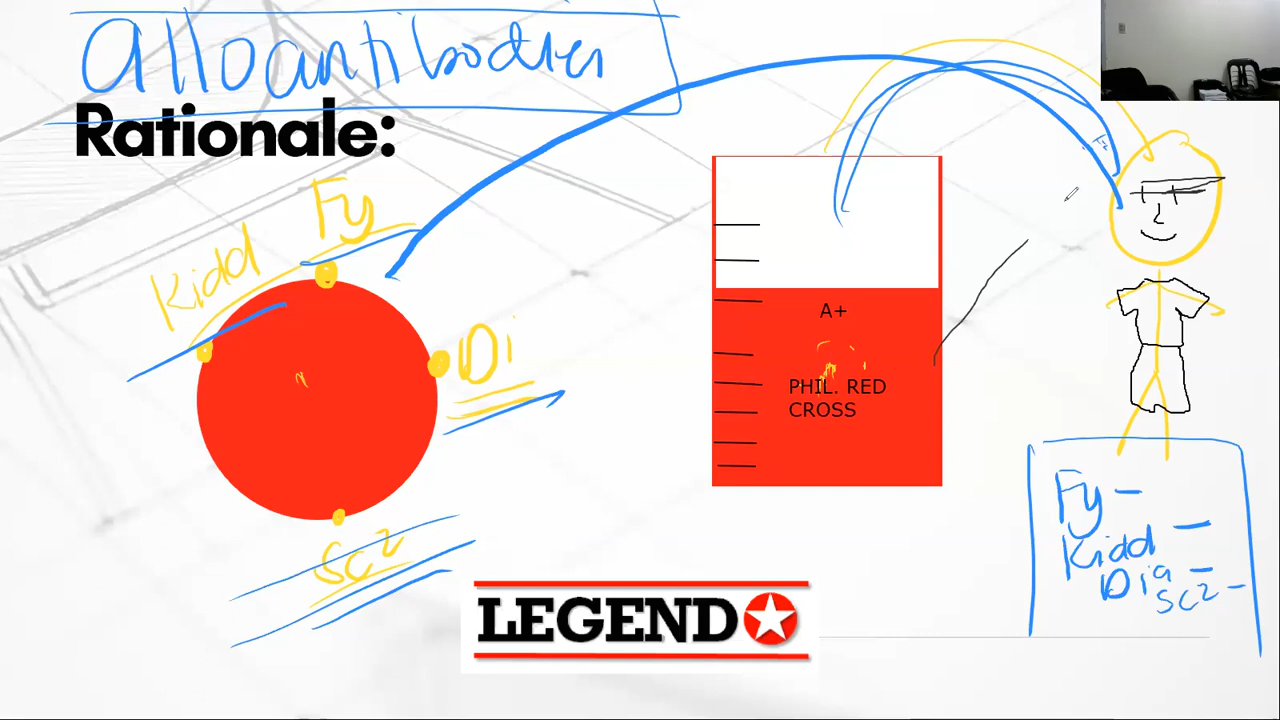 alloantibodies
Rationale:
Fy
Kidd
Di
A+
PHIL. RED
CROSS
Fy -
Kidd -
Dia -
Sc2 -
Sc2
LEGEND